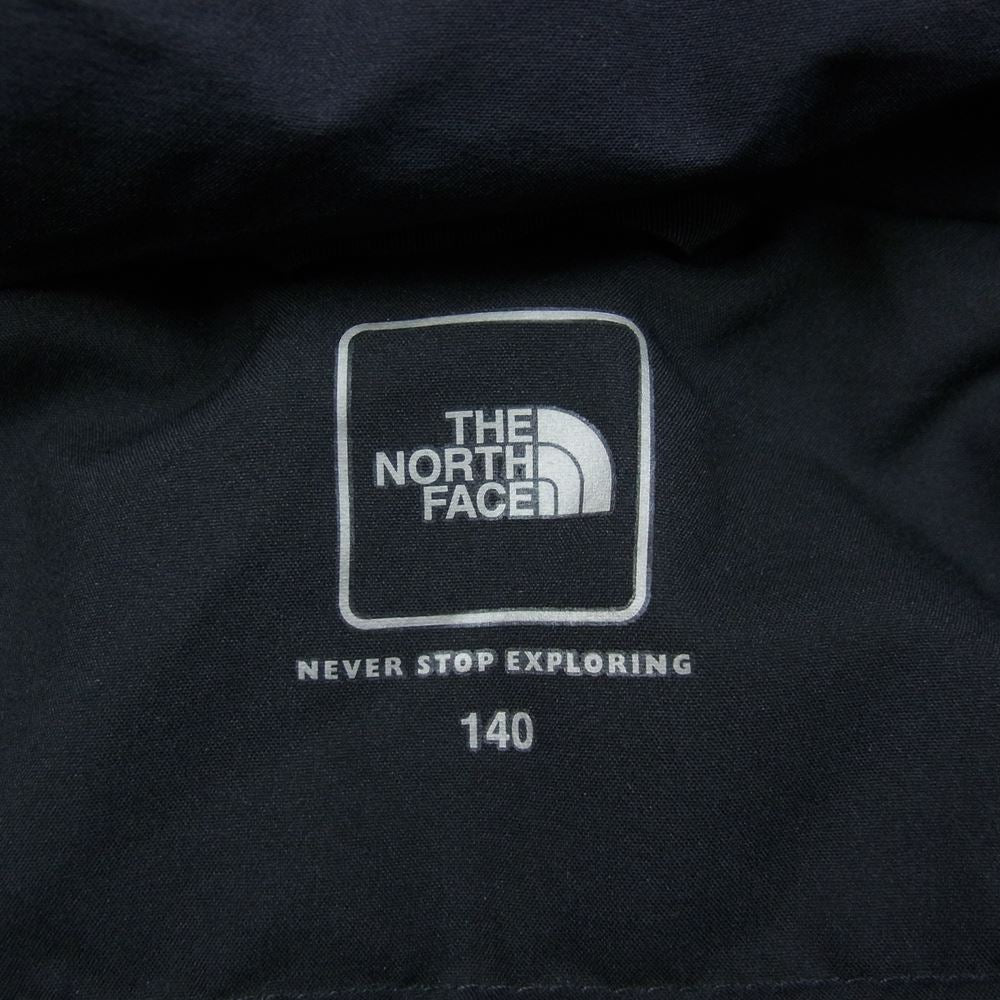 THE
NORTH
FACE
NEVER STOP EXPLORING
140